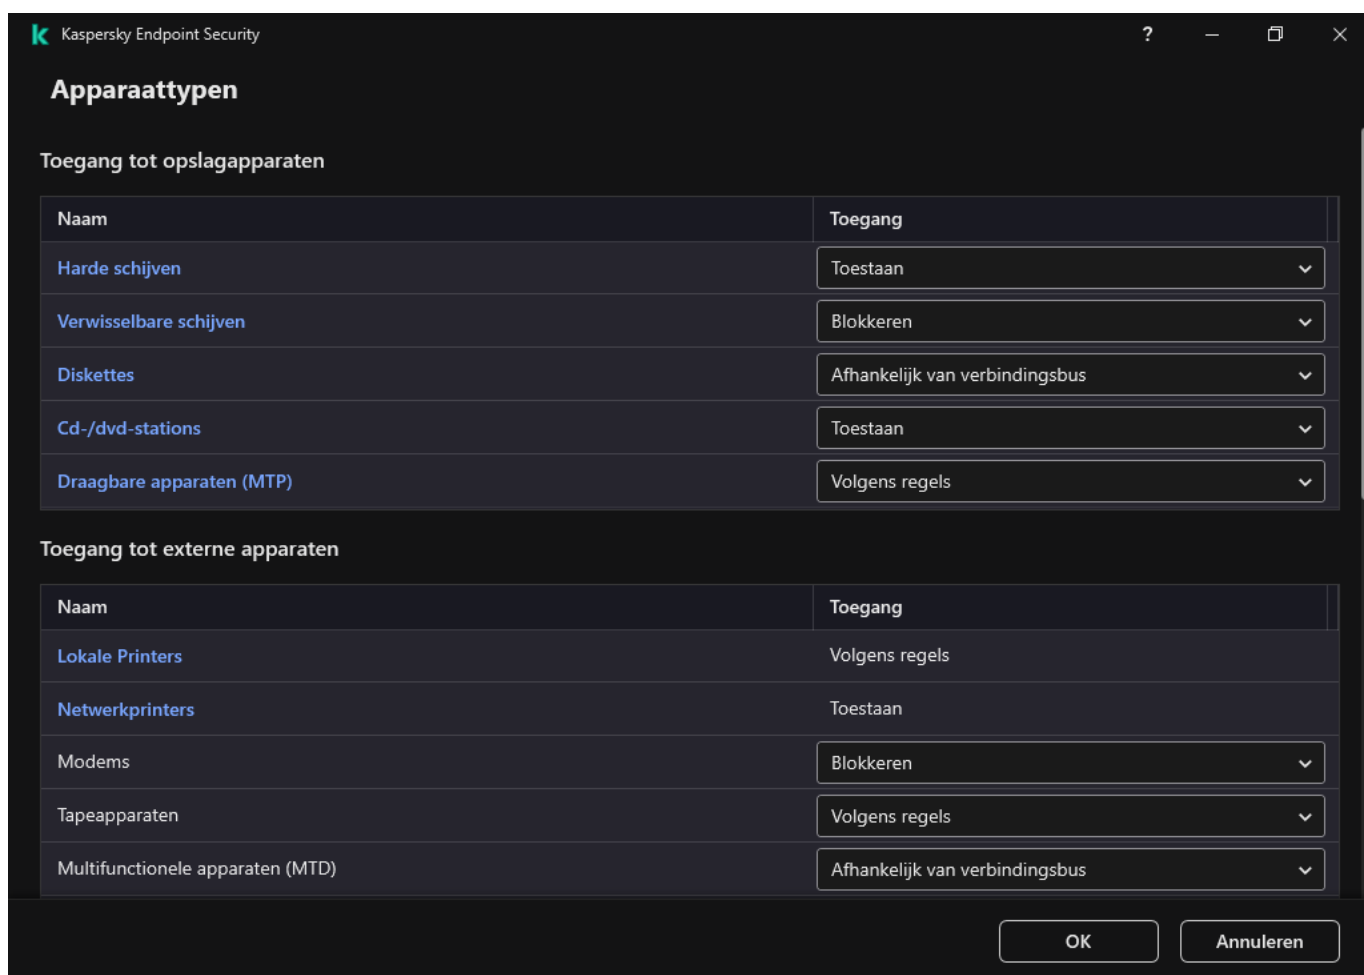 Kaspersky Endpoint Security
?
Apparaattypen
Toegang tot opslagapparaten
Naam Toegang
Harde schijven Toestaan
Verwisselbare schijven Blokkeren
Diskettes Afhankelijk van verbindingsbus
Cd-/dvd-stations Toestaan
Draagbare apparaten (MTP) Volgens regels
Toegang tot externe apparaten
Naam Toegang
Lokale Printers Volgens regels
Netwerkprinters Toestaan
Modems Blokkeren
Tapeapparaten Volgens regels
Multifunctionele apparaten (MTD) Afhankelijk van verbindingsbus
OK Annuleren